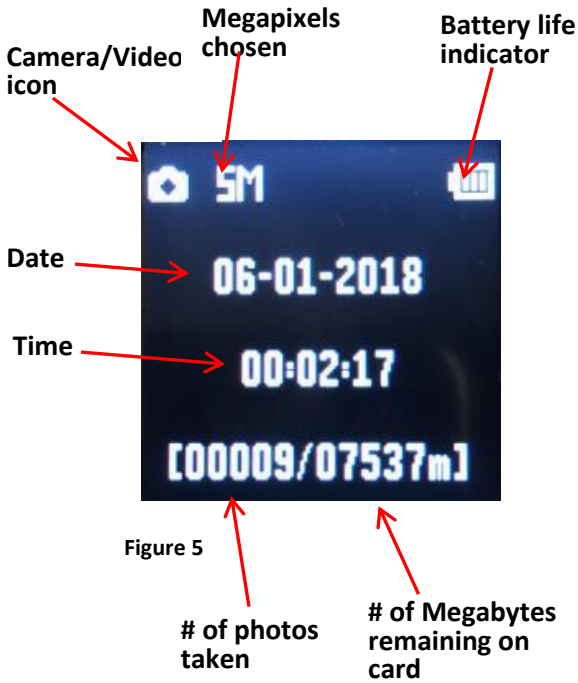 Megapixels
chosen
Battery life
indicator
Camera/Video
icon
5M
Date
06-01-2018
Time
00:02:17
[00009/07537m]
Figure 5
# of photos
taken
# of Megabytes
remaining on
card